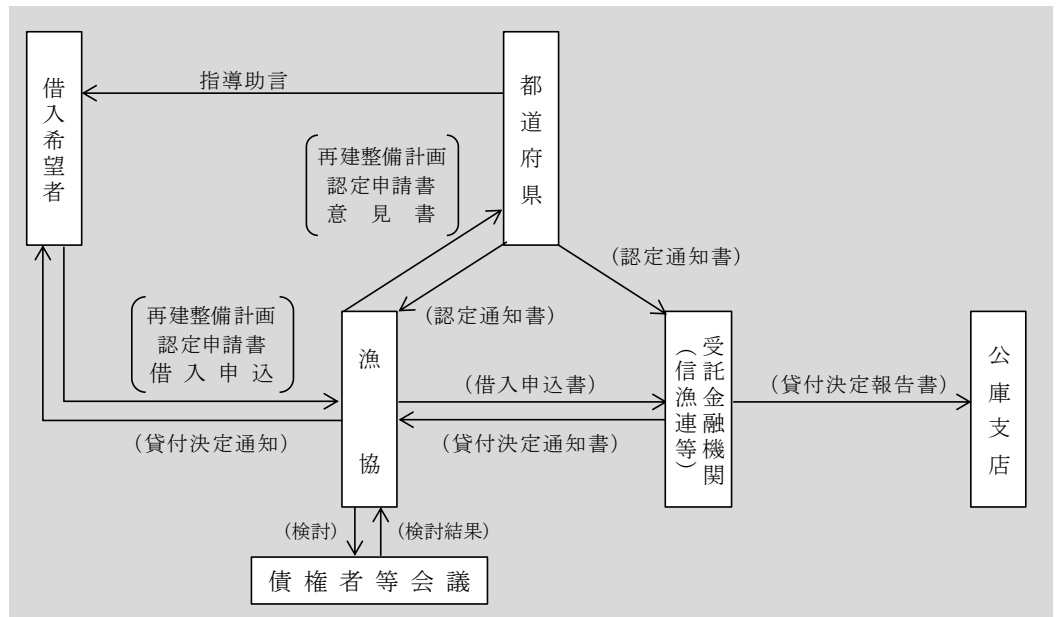 借入希望者
指導助言
都道府県
再建整備計画
認定申請書
意見書
(認定通知書)
(認定通知書)
再建整備計画
認定申請書
借入申込
漁協
(借入申込書)
受託金融機関
(信漁連等)
(貸付決定報告書)
公庫支店
(貸付決定通知)
(貸付決定通知書)
(検討)
(検討結果)
債権者等会議